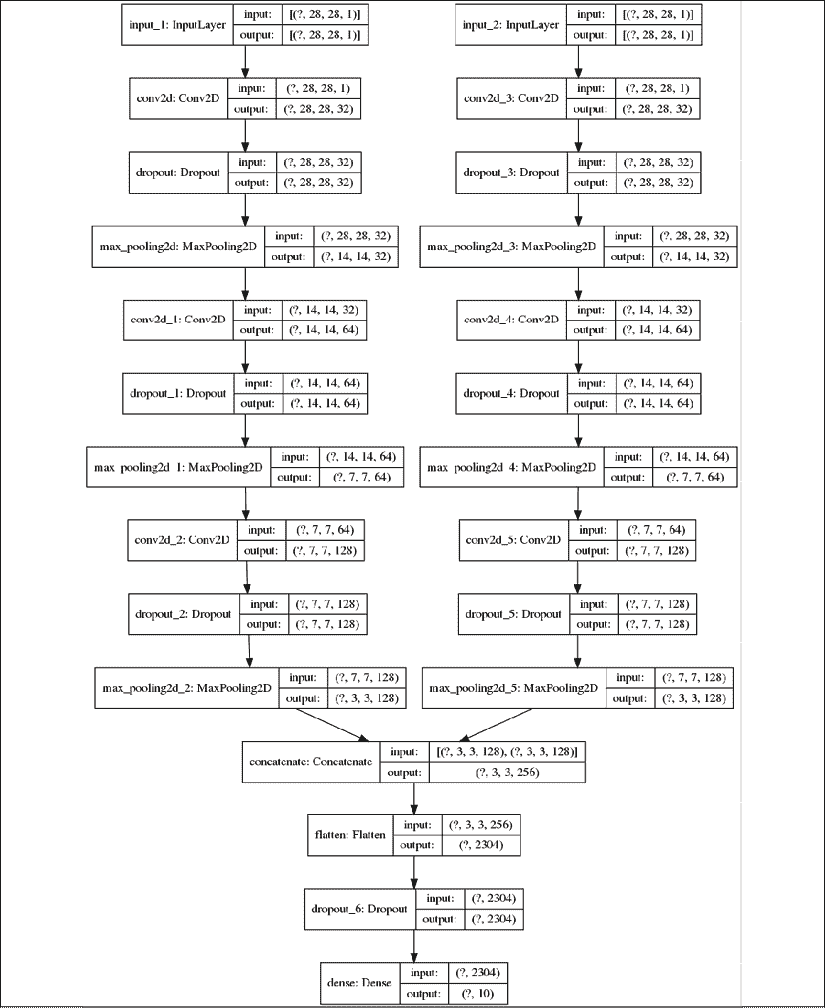 input_1: InputLayer input: [(?, 28, 28, 1)]
output: [(?, 28, 28, 1)]
input_2: InputLayer input: [(?, 28, 28, 1)]
output: [(?, 28, 28, 1)]
conv2d: Conv2D input: (?, 28, 28, 1)
output: (?, 28, 28, 32)
conv2d_3: Conv2D input: (?, 28, 28, 1)
output: (?, 28, 28, 32)
dropout: Dropout input: (?, 28, 28, 32)
output: (?, 28, 28, 32)
dropout_3: Dropout input: (?, 28, 28, 32)
output: (?, 28, 28, 32)
max_pooling2d: MaxPooling2D input: (?, 28, 28, 32)
output: (?, 14, 14, 32)
max_pooling2d_3: MaxPooling2D input: (?, 28, 28, 32)
output: (?, 14, 14, 32)
conv2d_1: Conv2D input: (?, 14, 14, 32)
output: (?, 14, 14, 64)
conv2d_4: Conv2D input: (?, 14, 14, 32)
output: (?, 14, 14, 64)
dropout_1: Dropout input: (?, 14, 14, 64)
output: (?, 14, 14, 64)
dropout_4: Dropout input: (?, 14, 14, 64)
output: (?, 14, 14, 64)
max_pooling2d_1: MaxPooling2D input: (?, 14, 14, 64)
output: (?, 7, 7, 64)
max_pooling2d_4: MaxPooling2D input: (?, 14, 14, 64)
output: (?, 7, 7, 64)
conv2d_2: Conv2D input: (?, 7, 7, 64)
output: (?, 7, 7, 128)
conv2d_5: Conv2D input: (?, 7, 7, 64)
output: (?, 7, 7, 128)
dropout_2: Dropout input: (?, 7, 7, 128)
output: (?, 7, 7, 128)
dropout_5: Dropout input: (?, 7, 7, 128)
output: (?, 7, 7, 128)
max_pooling2d_2: MaxPooling2D input: (?, 7, 7, 128)
output: (?, 3, 3, 128)
max_pooling2d_5: MaxPooling2D input: (?, 7, 7, 128)
output: (?, 3, 3, 128)
concatenate: Concatenate input: [(?, 3, 3, 128), (?, 3, 3, 128)]
output: (?, 3, 3, 256)
flatten: Flatten input: (?, 3, 3, 256)
output: (?, 2304)
dropout_6: Dropout input: (?, 2304)
output: (?, 2304)
dense: Dense input: (?, 2304)
output: (?, 10)